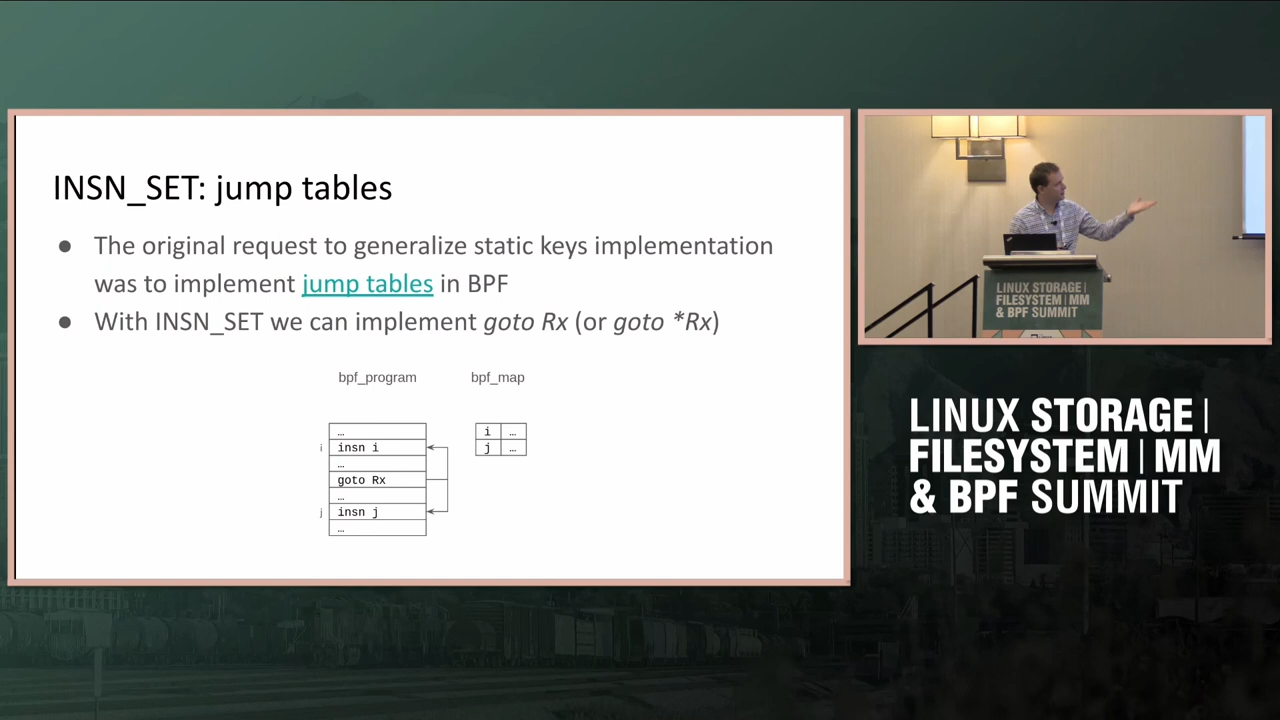 INSN_SET: jump tables
● The original request to generalize static keys implementation
was to implement jump tables in BPF
● With INSN_SET we can implement goto Rx (or goto *Rx)
bpf_program
bpf_map
…
i insn i
…
goto Rx
…
j insn j
…
i …
j …
LINUX STORAGE |
FILESYSTEM | MM
& BPF SUMMIT
LINUX STORAGE |
FILESYSTEM | MM
& BPF SUMMIT